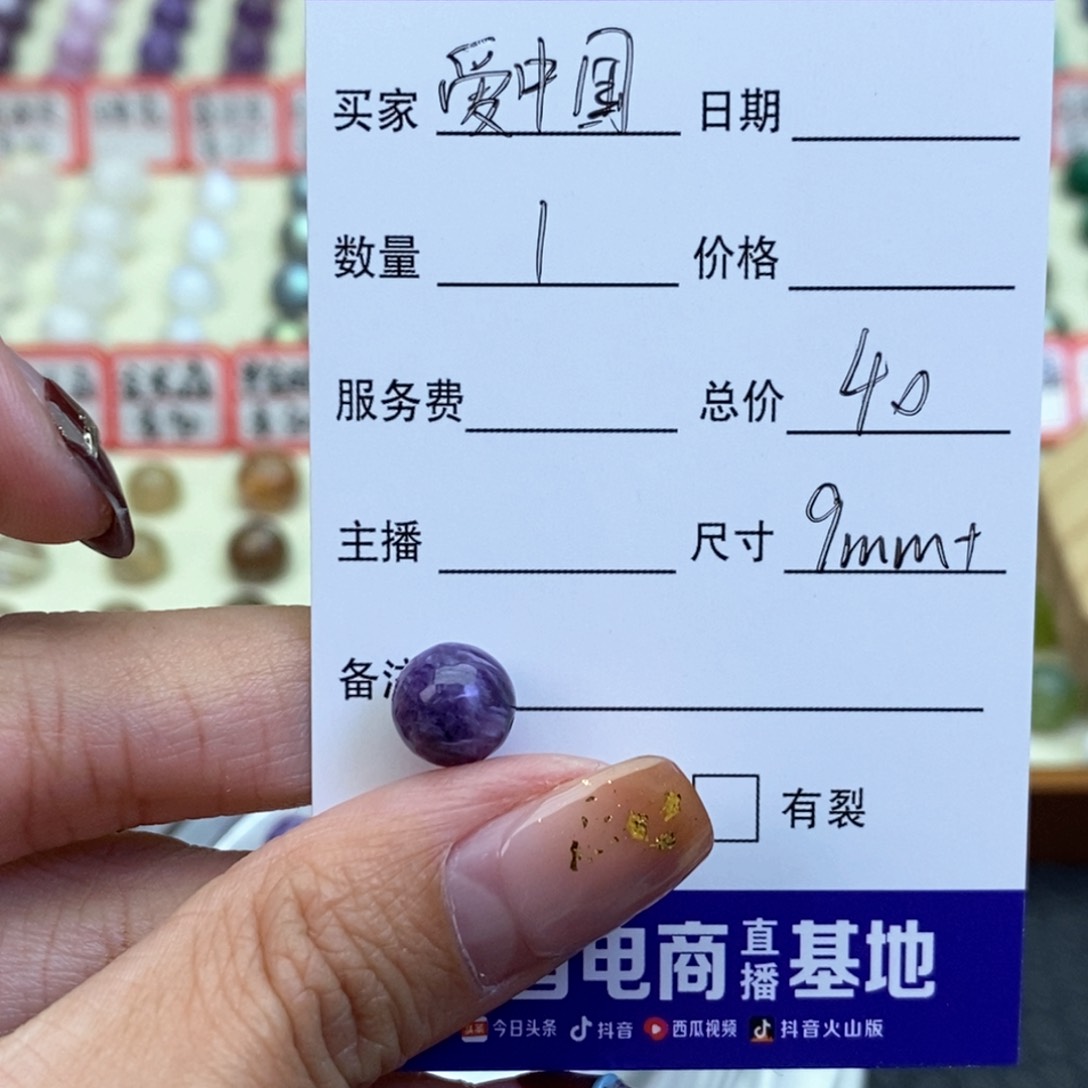 买家 爱中国 日期
数量 1 价格
服务费 总价 40
主播 尺寸 9mm+
备注
有裂
电商直播基地
今日头条 抖音 西瓜视频 抖音火山版